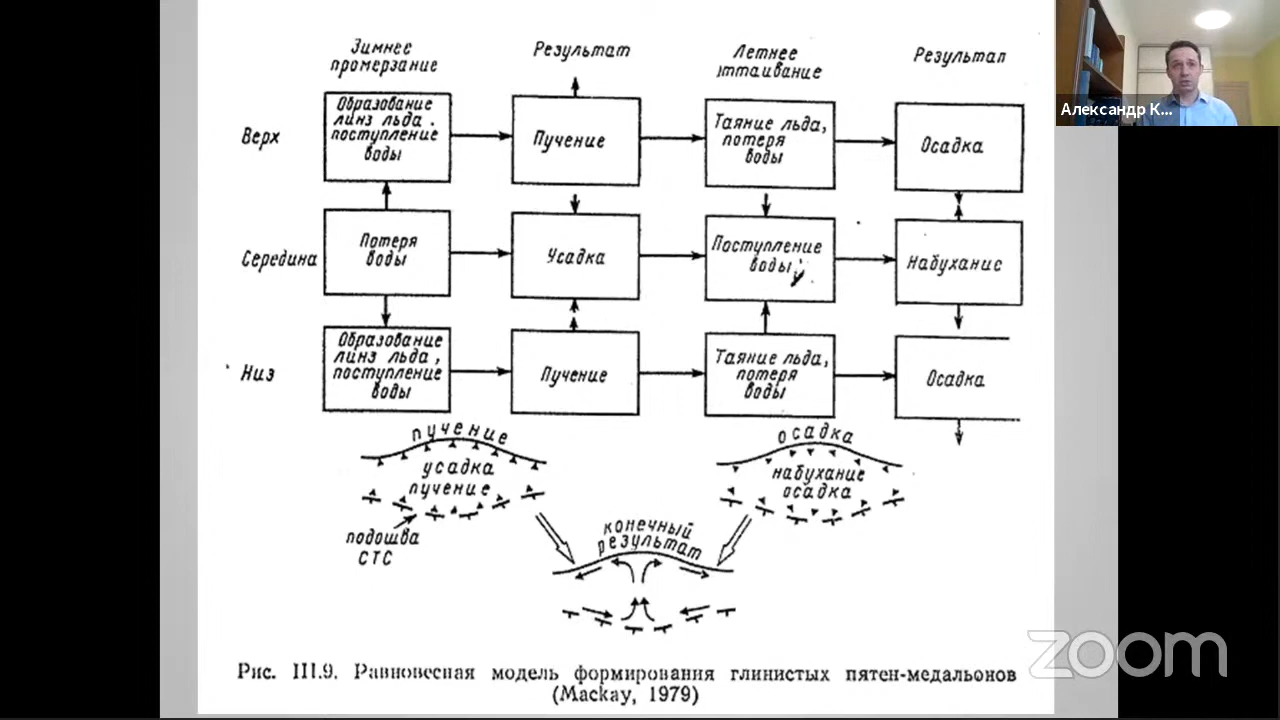 Зимнее
промерзание
Результат
Летнее
оттаивание
Результат
Александр К...
Верх
Образование
линз льда.
поступление
воды
Пучение
Таяние льда,
потеря
воды
Осадка
Середина
Потеря
воды
Усадка
Поступление
воды
Набухание
Низ
Образование
линз льда,
поступление
воды
Пучение
Таяние льда,
потеря
воды
Осадка
пучение
усадка
пучение
подошва
СТС
осадка
набухание
осадка
конечный
результат
zoom
Рис. III.9. Равновесная модель формирования глинистых пятен-медальонов
(Mackay, 1979)